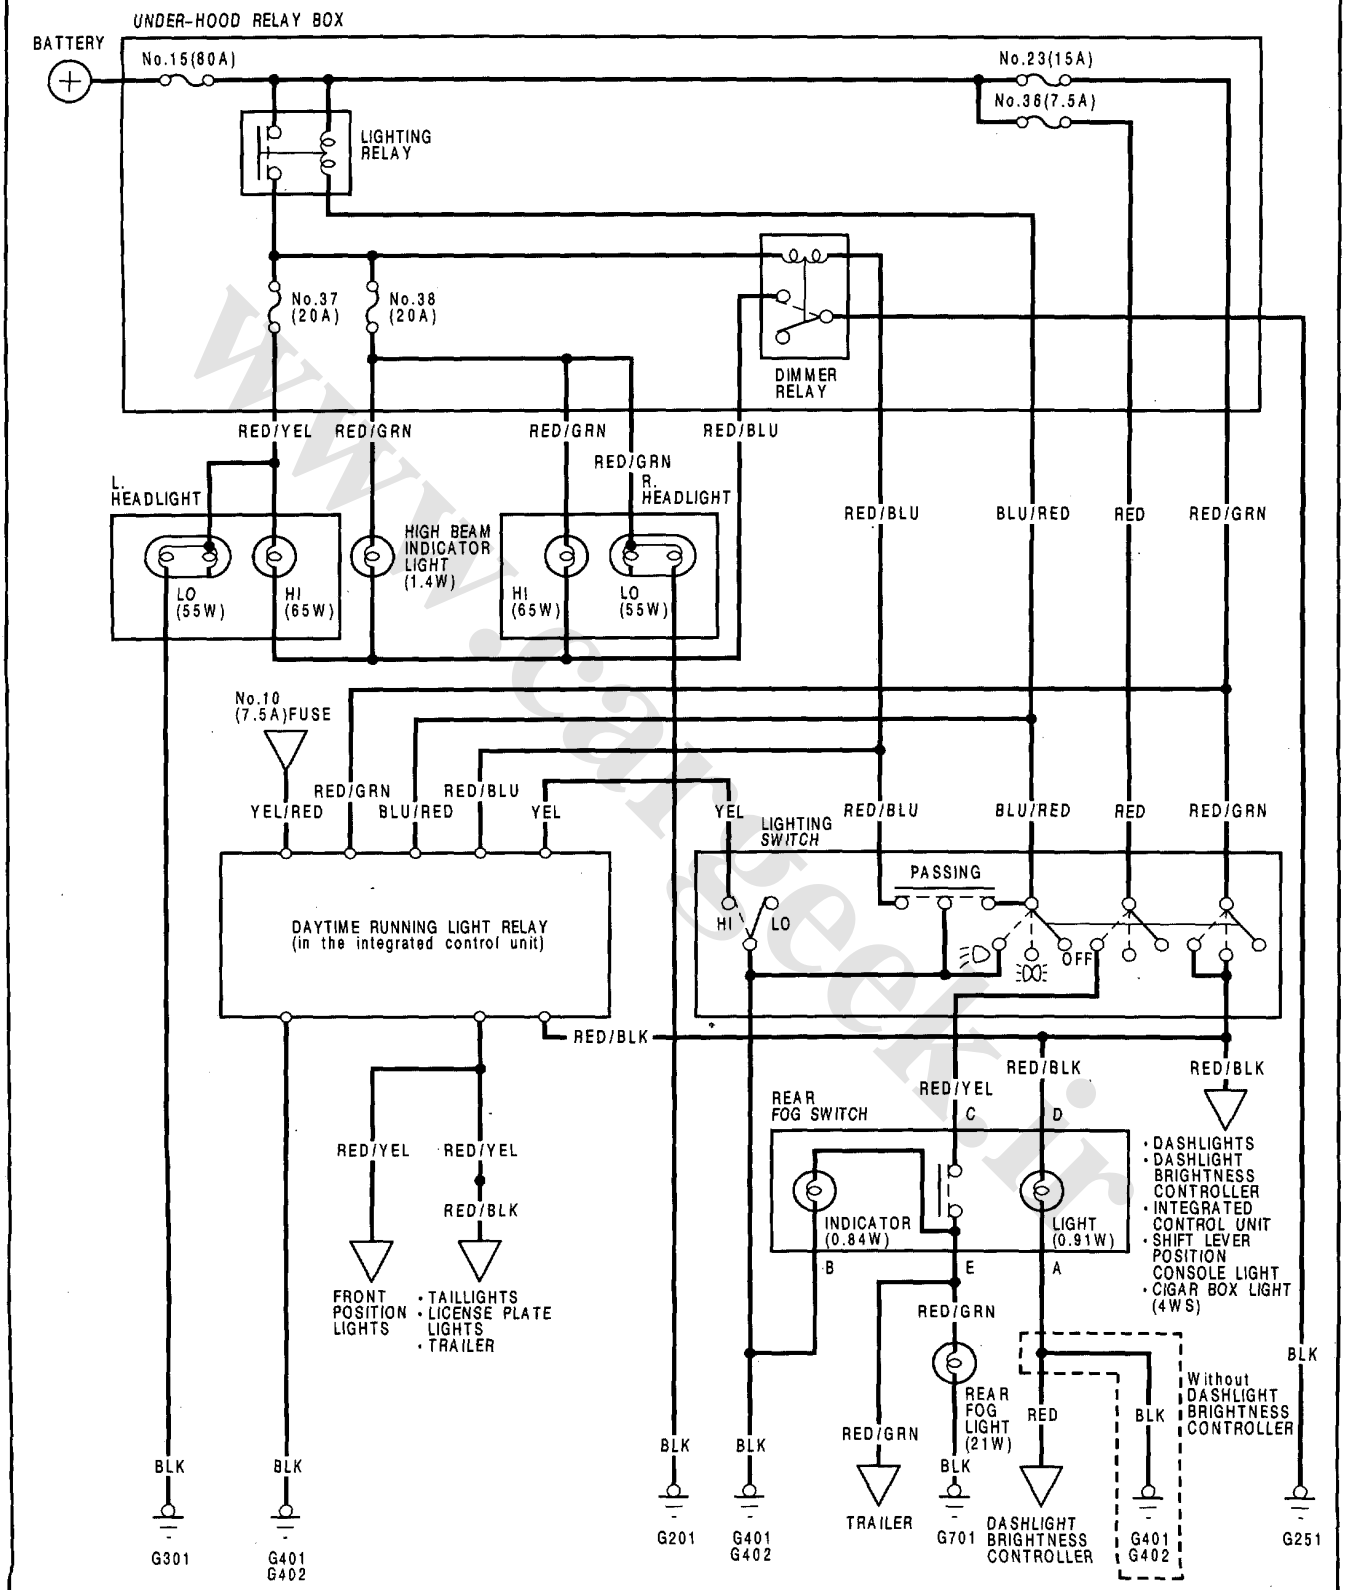 UNDER-HOOD RELAY BOX
BATTERY
No.15(80A)
No.23(15A)
No.36(7.5A)
LIGHTING
RELAY
No.37
(20A)
No.38
(20A)
DIMMER
RELAY
RED/YEL
RED/GRN
RED/GRN
RED/BLU
RED/GRN
L.
HEADLIGHT
R.
HEADLIGHT
HIGH BEAM
INDICATOR
LIGHT
(1.4W)
RED/BLU
BLU/RED
RED
RED/GRN
LO
(55W)
HI
(65W)
HI
(65W)
LO
(55W)
No.10
(7.5A)FUSE
RED/GRN
RED/BLU
YEL/RED
BLU/RED
YEL
YEL
RED/BLU
BLU/RED
RED
RED/GRN
LIGHTING
SWITCH
PASSING
HI
LO
OFF
DAYTIME RUNNING LIGHT RELAY
(in the integrated control unit)
RED/BLK
RED/BLK
RED/BLK
RED/YEL
REAR
FOG SWITCH
C
D
RED/YEL
RED/YEL
RED/BLK
INDICATOR
(0.84W)
LIGHT
(0.91W)
B
E
A
· DASHLIGHTS
· DASHLIGHT
BRIGHTNESS
CONTROLLER
· INTEGRATED
CONTROL UNIT
· SHIFT LEVER
POSITION
CONSOLE LIGHT
· CIGAR BOX LIGHT
(4WS)
FRONT
POSITION
LIGHTS
· TAILLIGHTS
· LICENSE PLATE
LIGHTS
· TRAILER
RED/GRN
BLK
REAR
FOG
LIGHT
(21W)
Without
DASHLIGHT
BRIGHTNESS
CONTROLLER
RED
BLK
RED/GRN
BLK
BLK
BLK
BLK
BLK
TRAILER
G301
G401
G402
G201
G401
G402
G701
DASHLIGHT
BRIGHTNESS
CONTROLLER
G401
G402
G251
www.cargeek.ir